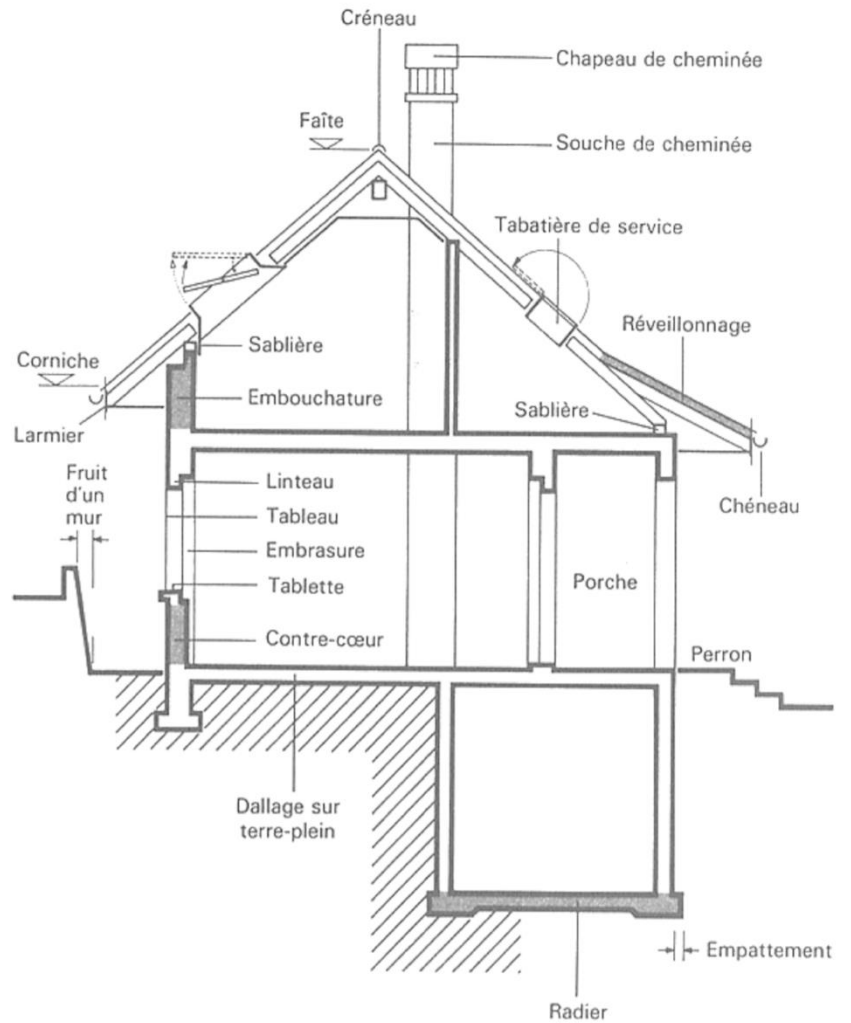 Créneau
Chapeau de cheminée
Faîte
Souche de cheminée
Tabatière de service
Réveillonnage
Sablière
Corniche
Embouchature
Sablière
Larmier
Fruit
d'un
mur
Linteau
Chéneau
Tableau
Embrasure
Tablette
Porche
Contre-cœur
Perron
Dallage sur
terre-plein
Empattement
Radier